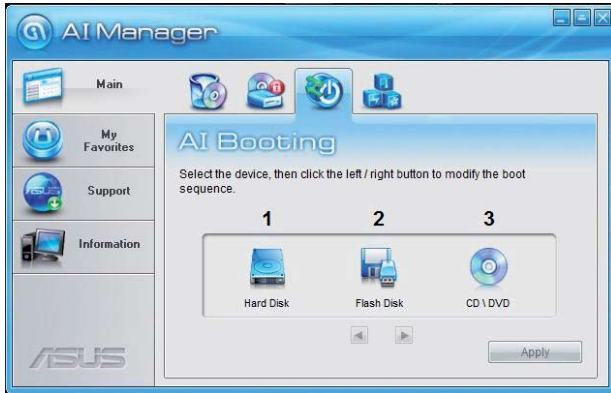 AI Manager
Main
My
Favorites
Support
Information
ASUS
AI Booting
Select the device, then click the left / right button to modify the boot
sequence.
1 2 3
Hard Disk Flash Disk CD \ DVD
Apply